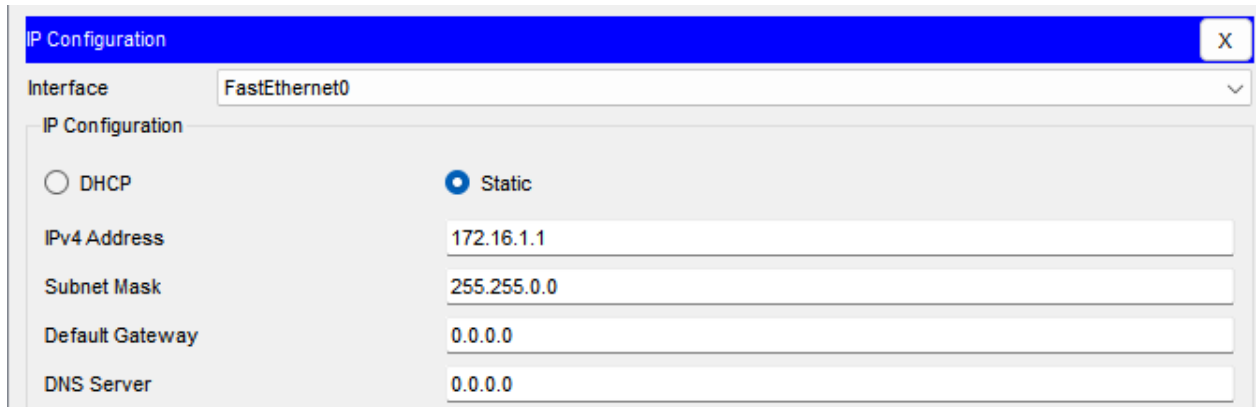 IP Configuration X
Interface FastEthernet0
IP Configuration
DHCP Static
IPv4 Address 172.16.1.1
Subnet Mask 255.255.0.0
Default Gateway 0.0.0.0
DNS Server 0.0.0.0